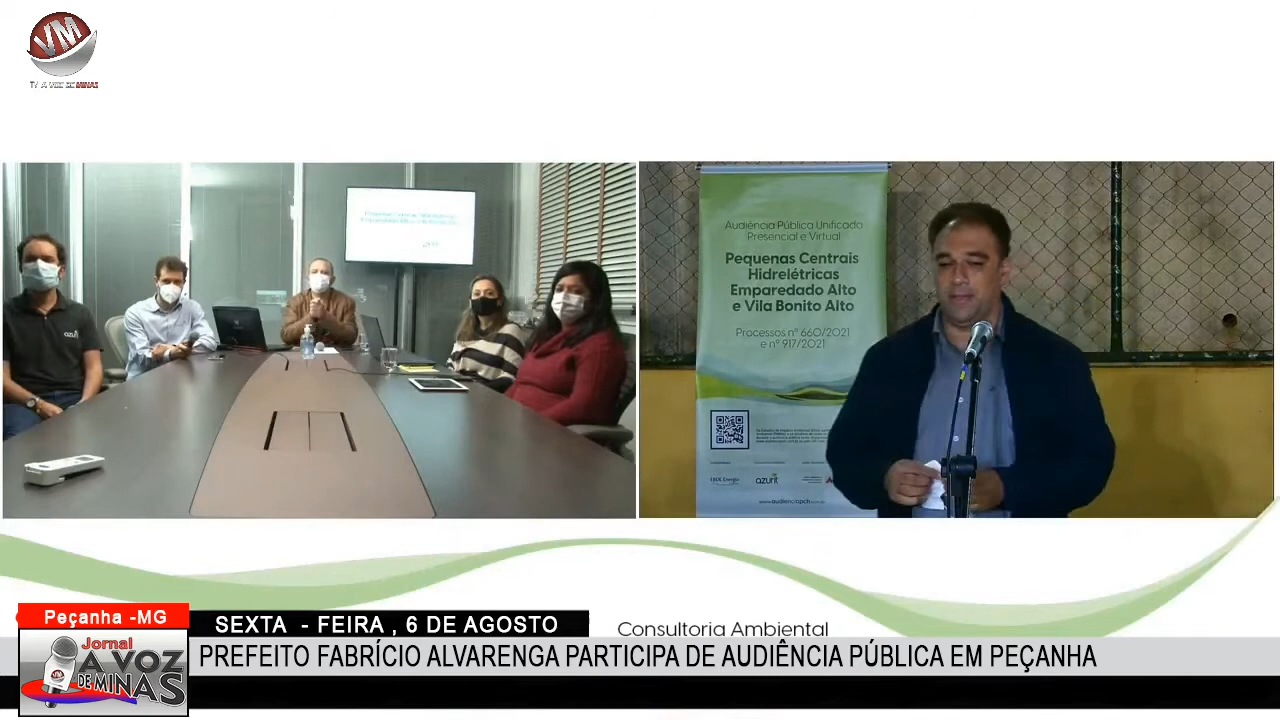 VM
TV A VOZ DE MINAS
Audiência Pública Unificada
Presencial e Virtual
Pequenas Centrais
Hidrelétricas
Emparedado Alto
e Vila Bonito Alto
Processos nº 660/2021
e nº 917/2021
azurit
azurit
Peçanha -MG
SEXTA - FEIRA , 6 DE AGOSTO
Consultoria Ambiental
Jornal
A VOZ
DE MINAS
VM
PREFEITO FABRÍCIO ALVARENGA PARTICIPA DE AUDIÊNCIA PÚBLICA EM PEÇANHA